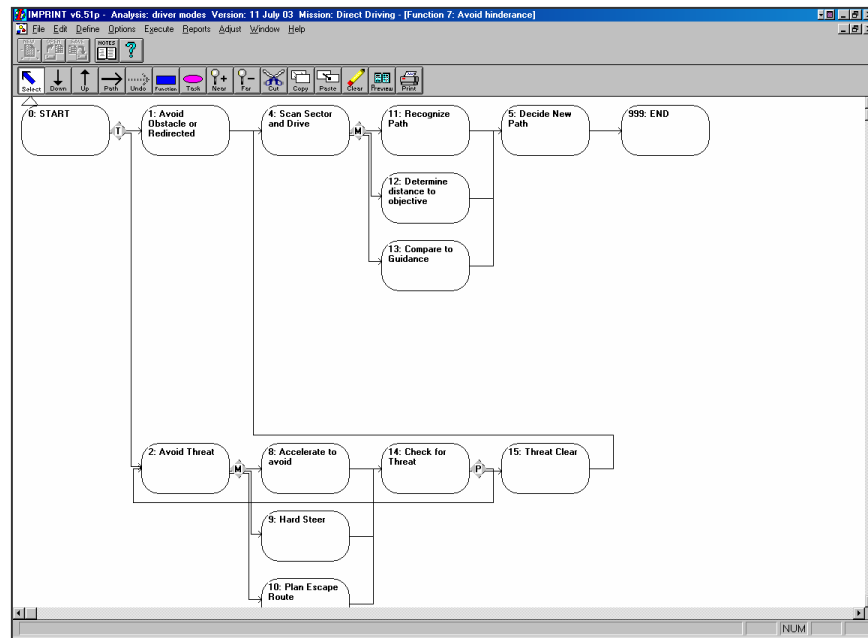 IMPRINT v6.51p - Analysis: driver modes Version: 11 July 03 Mission: Direct Driving - [Function 7: Avoid hinderance]
File Edit Define Options Execute Reports Adjust Window Help
NOTES
Select Down Up Path Undo Function Task Near Far Cut Copy Paste Clear Preview Print
0: START
T
1: Avoid
Obstacle or
Redirected
4: Scan Sector
and Drive
M
11: Recognize
Path
5: Decide New
Path
999: END
12: Determine
distance to
objective
13: Compare to
Guidance
2: Avoid Threat
M
8: Accelerate to
avoid
14: Check for
Threat
P
15: Threat Clear
9: Hard Steer
10: Plan Escape
Route
NUM